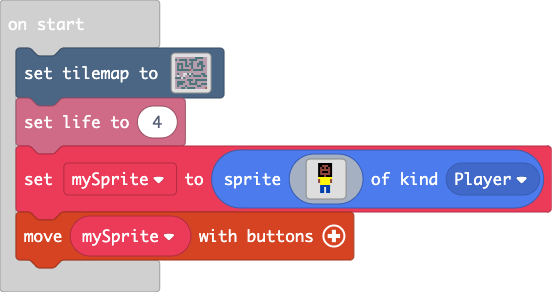 on start
set tilemap to
set life to 4
set mySprite to sprite of kind Player
move mySprite with buttons